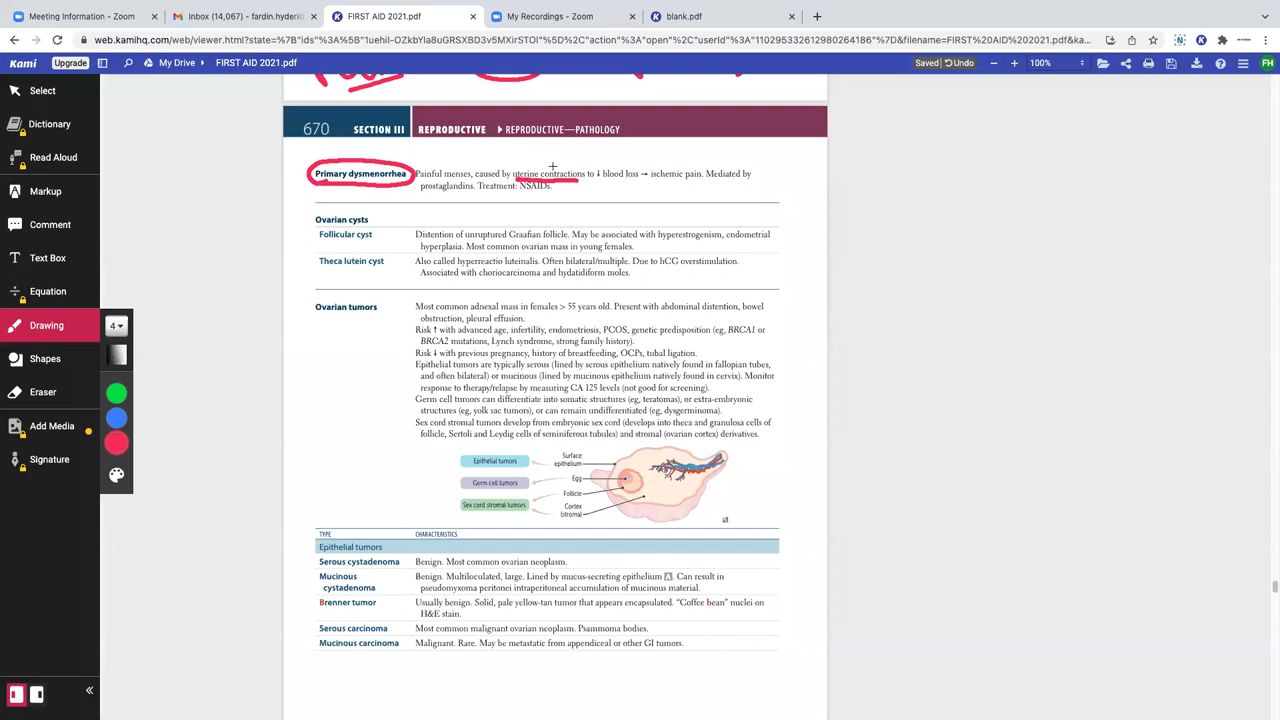 Meeting Information - Zoom
Inbox (14,067) - fardin.hyderi@
FIRST AID 2021.pdf
My Recordings - Zoom
blank.pdf
web.kamihq.com/web/viewer.html?state=%7B"ids"%3A%5B"1uehiI-OZkbYla8uGRSXBD3v5MXirSTOI"%5D%2C"action"%3A"open"%2C"userId"%3A"110295332612980264186"%7D&filename=FIRST%20AID%202021.pdf&ka...
Kami
Upgrade
My Drive
FIRST AID 2021.pdf
Saved
Undo
100%
FH
Select
Dictionary
Read Aloud
Markup
Comment
Text Box
Equation
Drawing
Shapes
Eraser
Add Media
Signature
4
670 SECTION III REPRODUCTIVE REPRODUCTIVE—PATHOLOGY
Primary dysmenorrhea Painful menses, caused by uterine contractions to ↓ blood loss → ischemic pain. Mediated by
prostaglandins. Treatment: NSAIDs.
Ovarian cysts
Follicular cyst Distention of unruptured Graafian follicle. May be associated with hyperestrogenism, endometrial
hyperplasia. Most common ovarian mass in young females.
Theca lutein cyst Also called hyperreactio luteinalis. Often bilateral/multiple. Due to hCG overstimulation.
Associated with choriocarcinoma and hydatidiform moles.
Ovarian tumors Most common adnexal mass in females > 55 years old. Present with abdominal distention, bowel
obstruction, pleural effusion.
Risk ↑ with advanced age, infertility, endometriosis, PCOS, genetic predisposition (eg, BRCA1 or
BRCA2 mutations, Lynch syndrome, strong family history).
Risk ↓ with previous pregnancy, history of breastfeeding, OCPs, tubal ligation.
Epithelial tumors are typically serous (lined by serous epithelium natively found in fallopian tubes,
and often bilateral) or mucinous (lined by mucinous epithelium natively found in cervix). Monitor
response to therapy/relapse by measuring CA 125 levels (not good for screening).
Germ cell tumors can differentiate into somatic structures (eg, teratomas), or extra-embryonic
structures (eg, yolk sac tumors), or can remain undifferentiated (eg, dysgerminoma).
Sex cord stromal tumors develop from embryonic sex cord (develops into theca and granulosa cells of
follicle, Sertoli and Leydig cells of seminiferous tubules) and stromal (ovarian cortex) derivatives.
Epithelial tumors
Surface
epithelium
Germ cell tumors
Egg
Follicle
Sex cord stromal tumors
Cortex
(stroma)
TYPE CHARACTERISTICS
Epithelial tumors
Serous cystadenoma Benign. Most common ovarian neoplasm.
Mucinous Benign. Multiloculated, large. Lined by mucus-secreting epithelium A. Can result in
cystadenoma pseudomyxoma peritonei intraperitoneal accumulation of mucinous material.
Brenner tumor Usually benign. Solid, pale yellow-tan tumor that appears encapsulated. “Coffee bean” nuclei on
H&E stain.
Serous carcinoma Most common malignant ovarian neoplasm. Psammoma bodies.
Mucinous carcinoma Malignant. Rare. May be metastatic from appendiceal or other GI tumors.